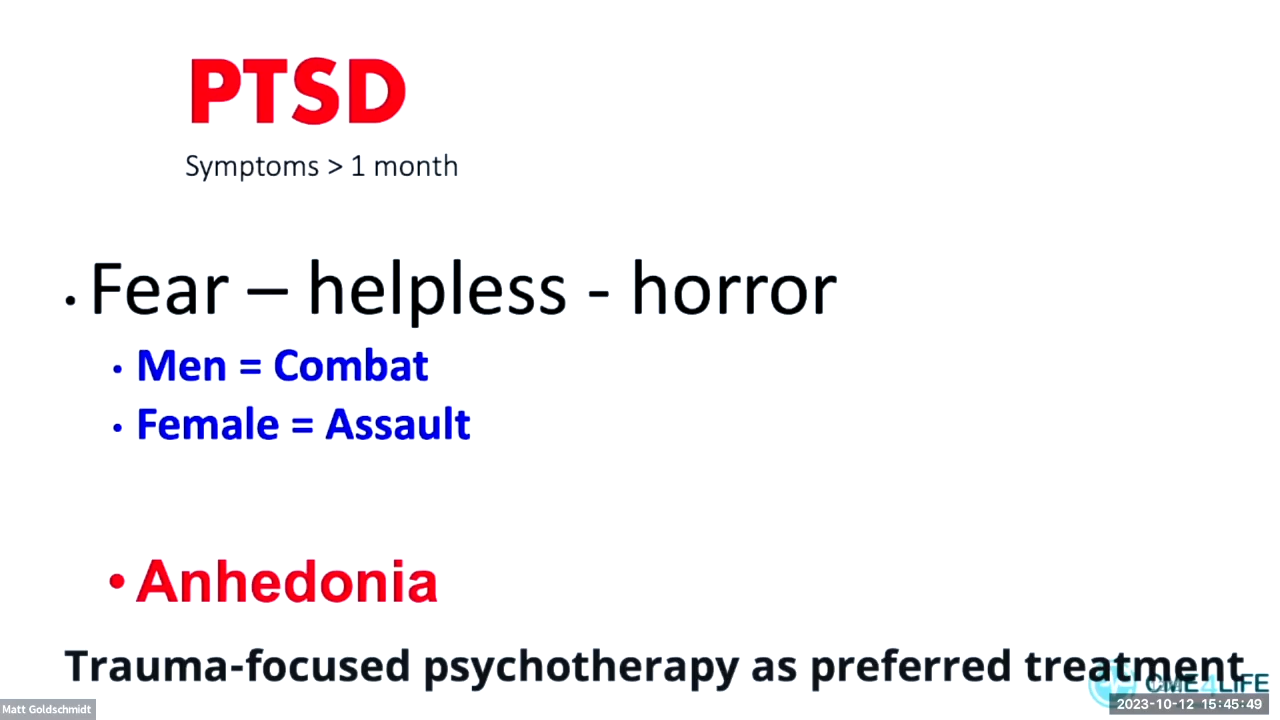 PTSD
Symptoms > 1 month
• Fear – helpless - horror
• Men = Combat
• Female = Assault
• Anhedonia
Trauma-focused psychotherapy as preferred treatment
CME4LIFE
Matt Goldschmidt
2023-10-12 15:45:49